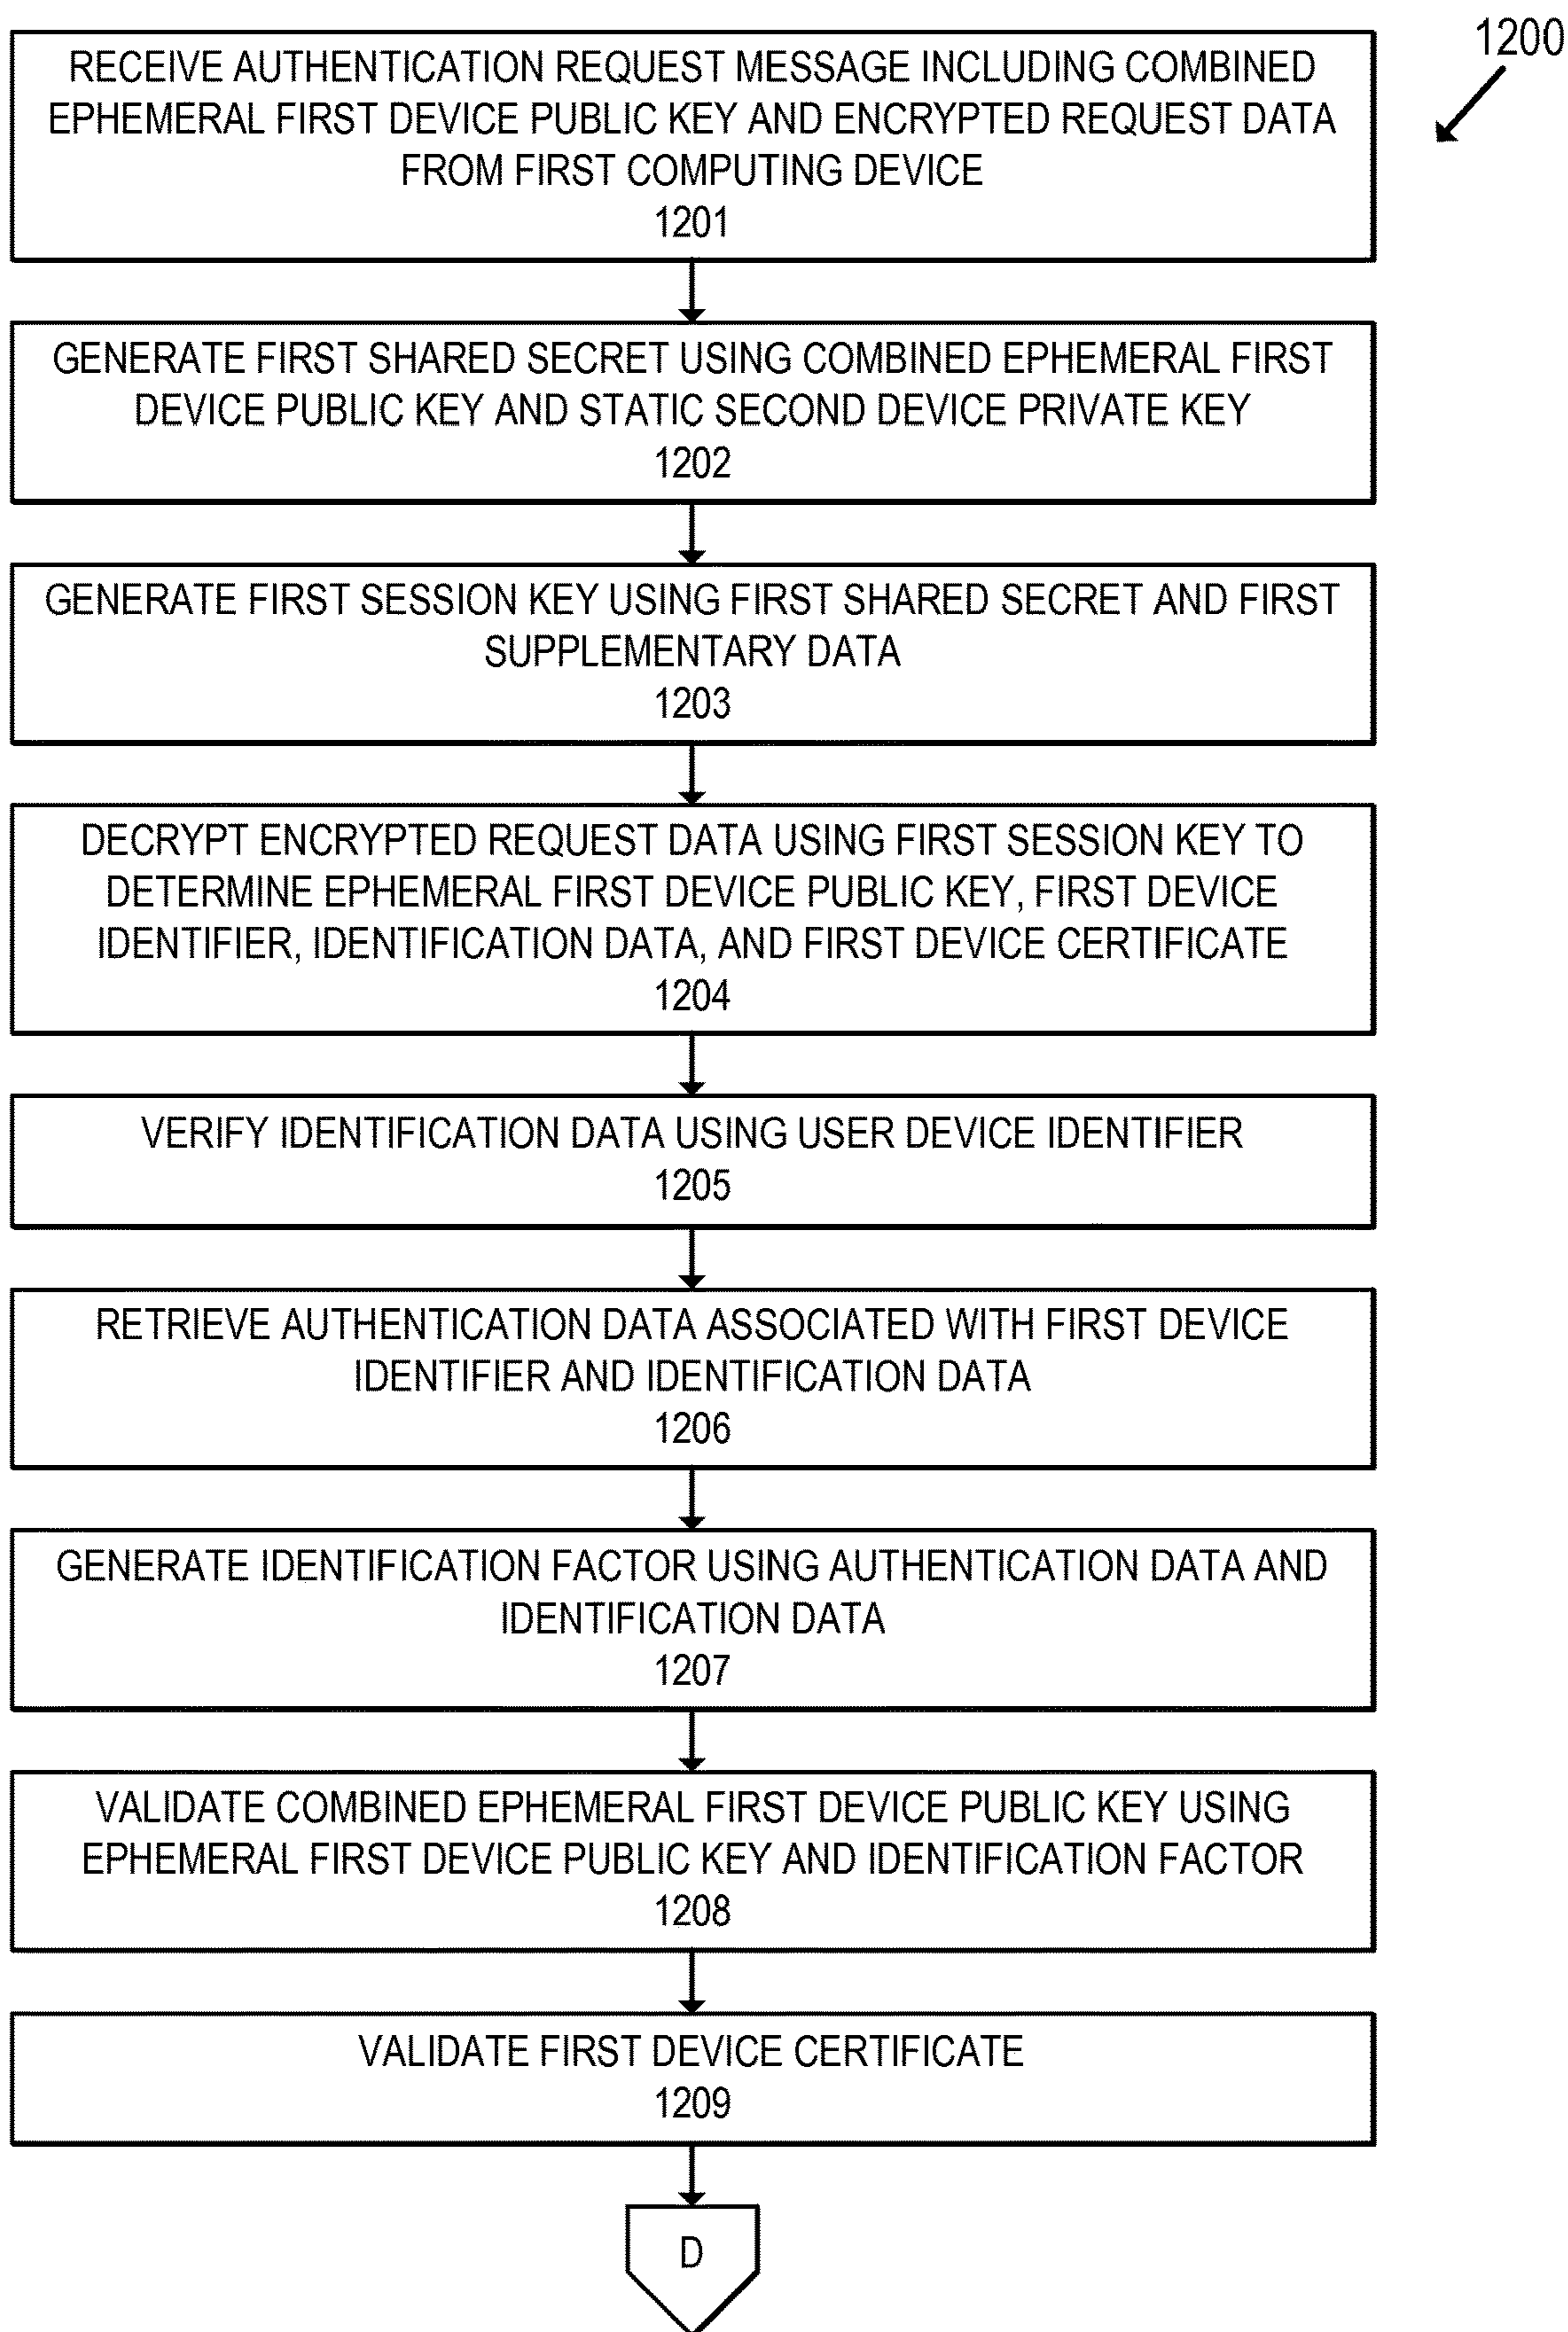 1200
RECEIVE AUTHENTICATION REQUEST MESSAGE INCLUDING COMBINED
EPHEMERAL FIRST DEVICE PUBLIC KEY AND ENCRYPTED REQUEST DATA
FROM FIRST COMPUTING DEVICE
1201
GENERATE FIRST SHARED SECRET USING COMBINED EPHEMERAL FIRST
DEVICE PUBLIC KEY AND STATIC SECOND DEVICE PRIVATE KEY
1202
GENERATE FIRST SESSION KEY USING FIRST SHARED SECRET AND FIRST
SUPPLEMENTARY DATA
1203
DECRYPT ENCRYPTED REQUEST DATA USING FIRST SESSION KEY TO
DETERMINE EPHEMERAL FIRST DEVICE PUBLIC KEY, FIRST DEVICE
IDENTIFIER, IDENTIFICATION DATA, AND FIRST DEVICE CERTIFICATE
1204
VERIFY IDENTIFICATION DATA USING USER DEVICE IDENTIFIER
1205
RETRIEVE AUTHENTICATION DATA ASSOCIATED WITH FIRST DEVICE
IDENTIFIER AND IDENTIFICATION DATA
1206
GENERATE IDENTIFICATION FACTOR USING AUTHENTICATION DATA AND
IDENTIFICATION DATA
1207
VALIDATE COMBINED EPHEMERAL FIRST DEVICE PUBLIC KEY USING
EPHEMERAL FIRST DEVICE PUBLIC KEY AND IDENTIFICATION FACTOR
1208
VALIDATE FIRST DEVICE CERTIFICATE
1209
D